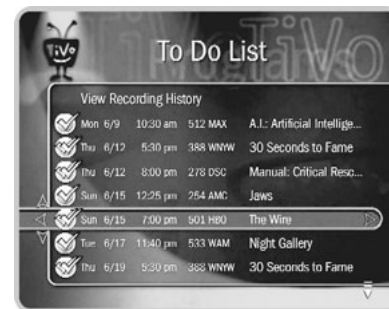 TiVo
To Do List
View Recording History
Mon 6/9 10:30 am 512 MAX A.I.: Artificial Intellige...
Thu 6/12 5:30 pm 388 WNYW 30 Seconds to Fame
Thu 6/12 8:00 pm 278 DSC Manual: Critical Resc...
Sun 6/15 12:25 pm 254 AMC Jaws
Sun 6/15 7:00 pm 501 HBO The Wire
Tue 6/17 11:40 pm 533 WAM Night Gallery
Thu 6/19 5:30 pm 388 WNYW 30 Seconds to Fame